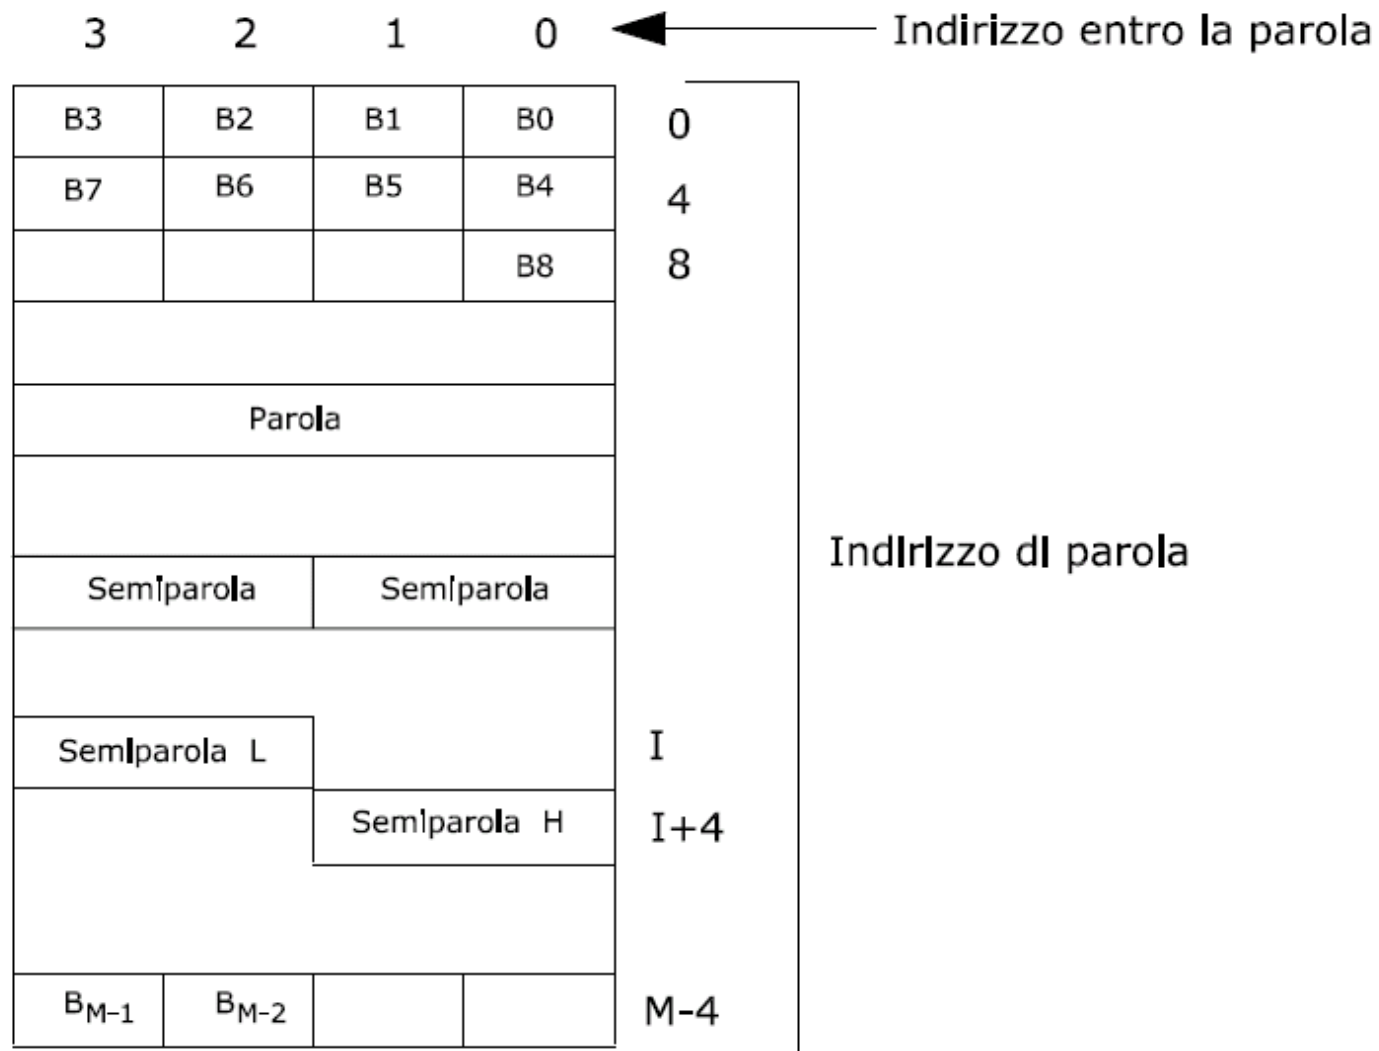 3 2 1 0 Indirizzo entro la parola
B3 B2 B1 B0 0
B7 B6 B5 B4 4
B8 8
Parola
Indirizzo di parola
Semiparola Semiparola
Semiparola L I
Semiparola H I+4
BM-1 BM-2 M-4